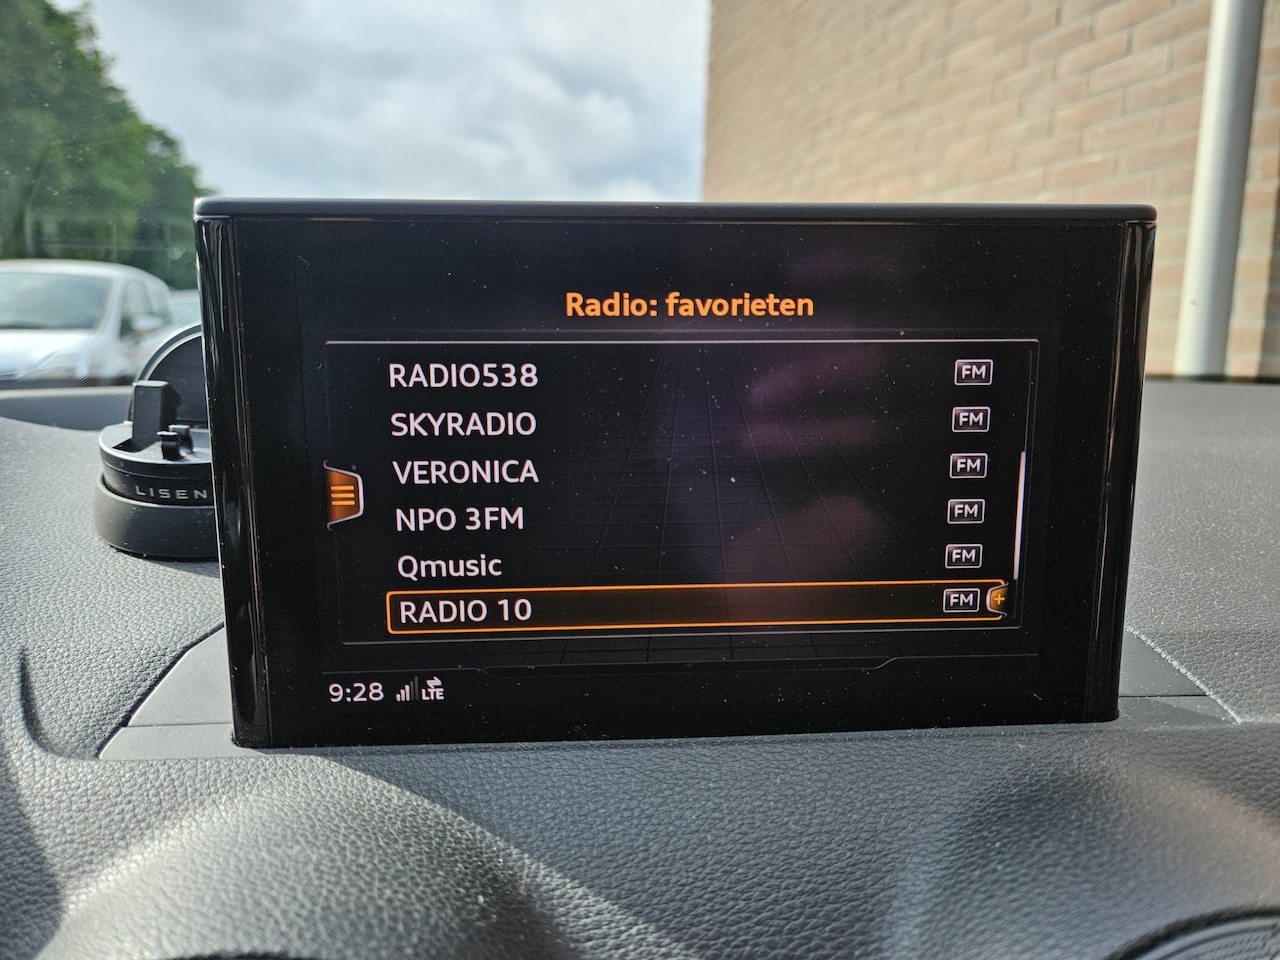 Radio: favorieten
RADIO538 FM
SKYRADIO FM
VERONICA FM
NPO 3FM FM
Qmusic FM
RADIO 10 FM +
9:28 LTE
LISEN